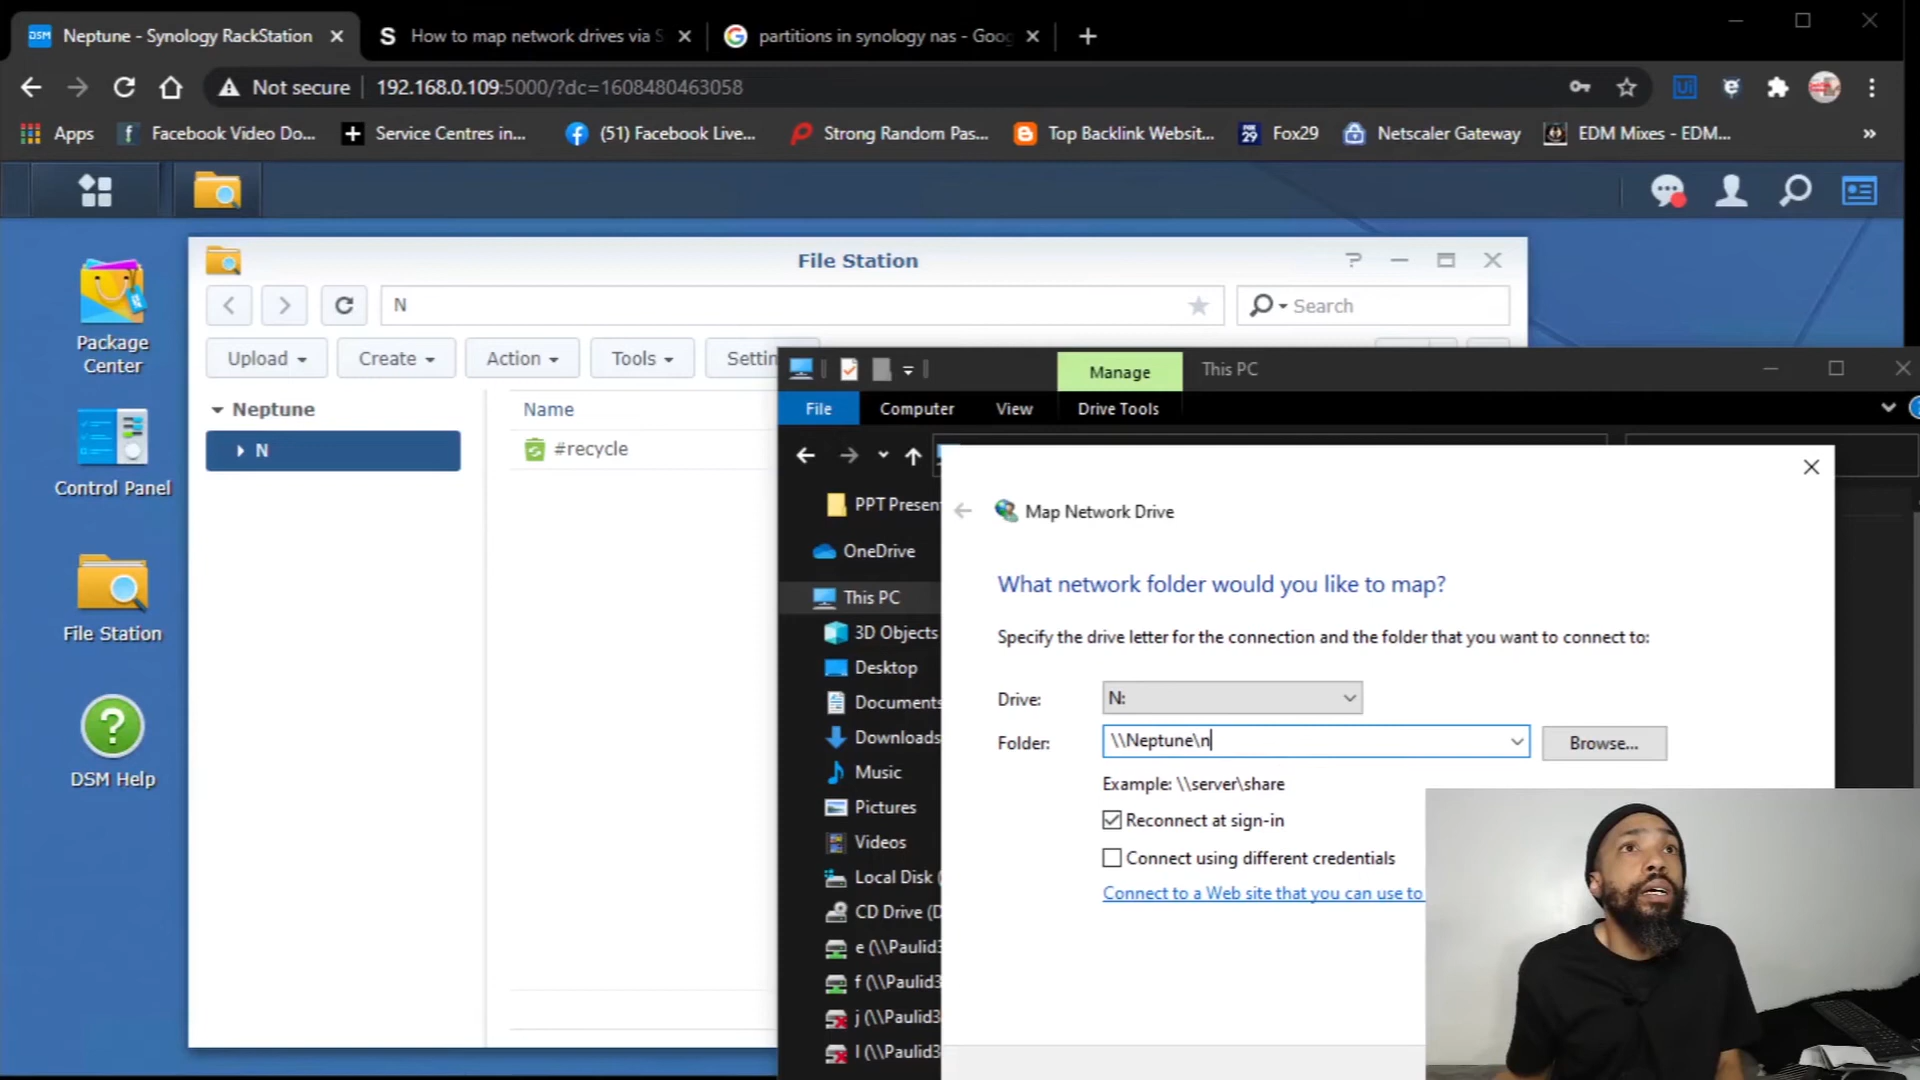 DSM Neptune - Synology RackStation
S How to map network drives via S
partitions in synology nas - Goo
Not secure 192.168.0.109:5000/?dc=1608480463058
Apps Facebook Video Do... Service Centres in... (51) Facebook Live... Strong Random Pas... Top Backlink Websit... Fox29 Netscaler Gateway EDM Mixes - EDM... »
Package
Center
Control Panel
File Station
DSM Help
File Station
N
Search
Upload Create Action Tools Settin
Neptune
N
Name
#recycle
Manage This PC
File Computer View Drive Tools
PPT Presen
OneDrive
This PC
3D Objects
Desktop
Documents
Downloads
Music
Pictures
Videos
Local Disk (
CD Drive (D
e (\\Paulid3
f (\\Paulid3
j (\\Paulid3
l (\\Paulid3
Map Network Drive
What network folder would you like to map?
Specify the drive letter for the connection and the folder that you want to connect to:
Drive: N:
Folder: \\Neptune\n Browse...
Example: \\server\share
Reconnect at sign-in
Connect using different credentials
Connect to a Web site that you can use to